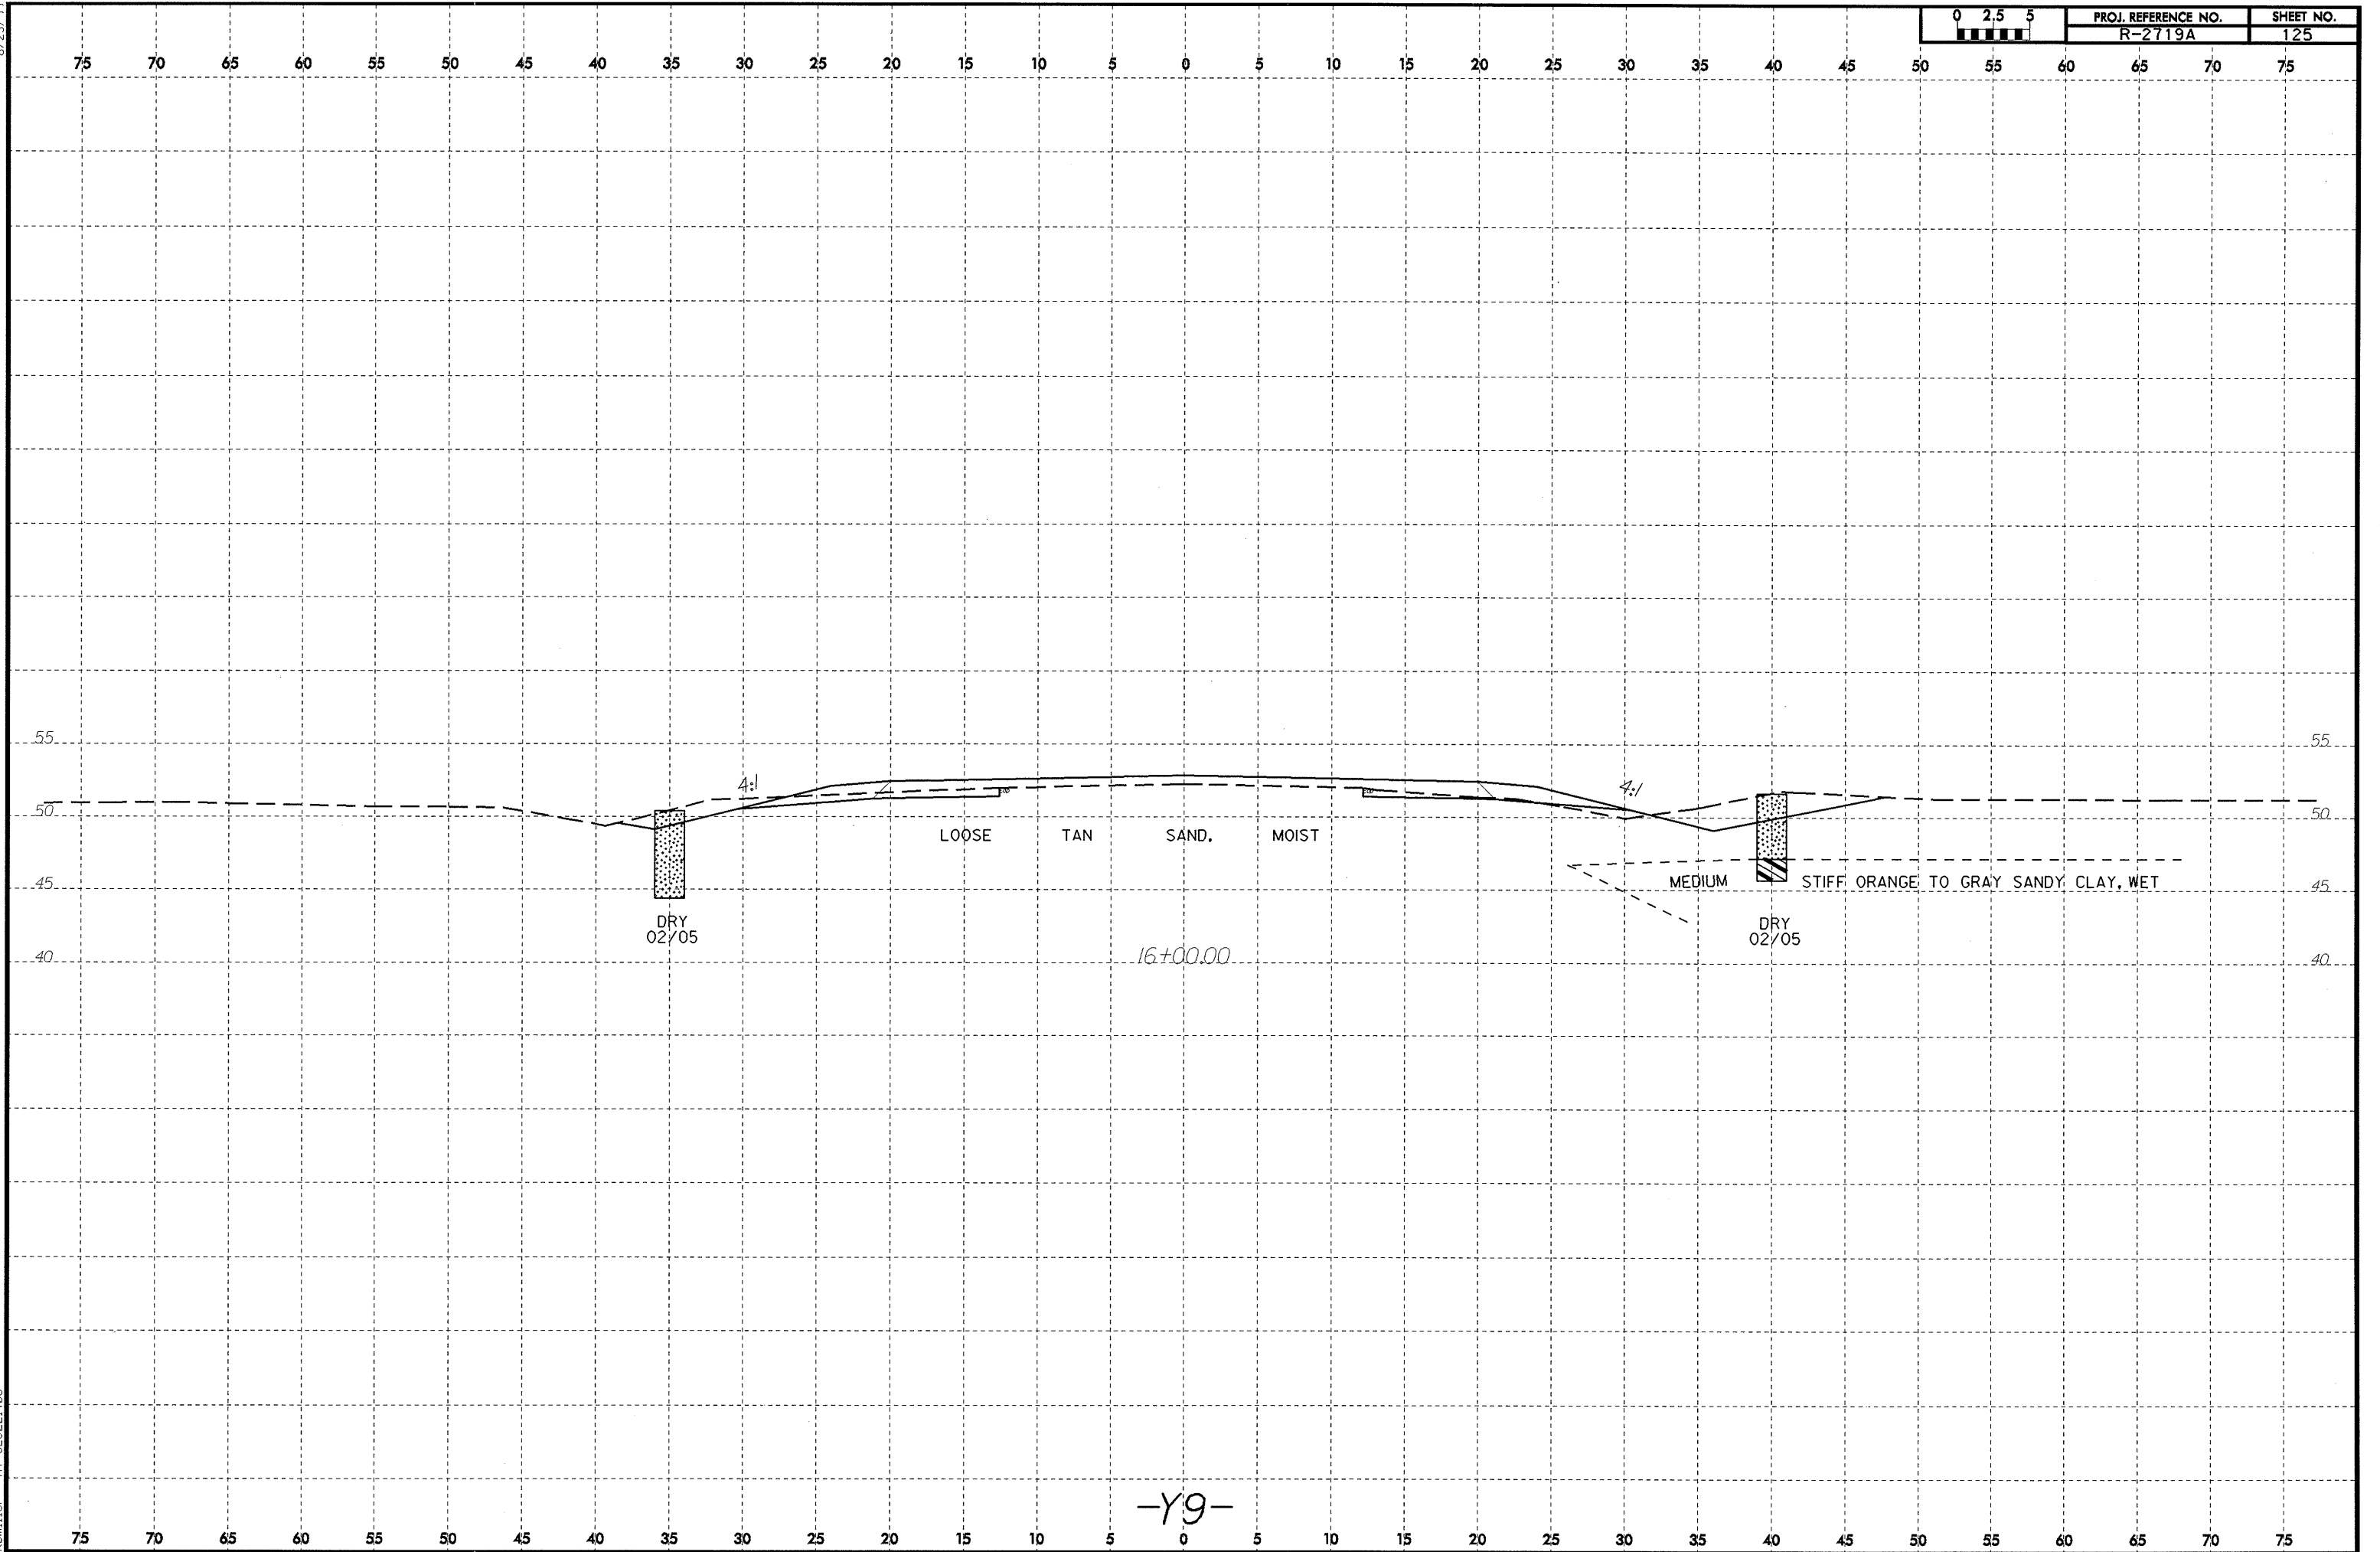 0 2.5 5
PROJ. REFERENCE NO. SHEET NO.
R-2719A 125
75 70 65 60 55 50 45 40 35 30 25 20 15 10 5 0 5 10 15 20 25 30 35 40 45 50 55 60 65 70 75
55 55
4:1 4:1
50 50
LOOSE TAN SAND, MOIST
45 45
MEDIUM STIFF ORANGE TO GRAY SANDY CLAY, WET
DRY
02/05
DRY
02/05
40 40
16+00.00
-Y9-
75 70 65 60 55 50 45 40 35 30 25 20 15 10 5 0 5 10 15 20 25 30 35 40 45 50 55 60 65 70 75